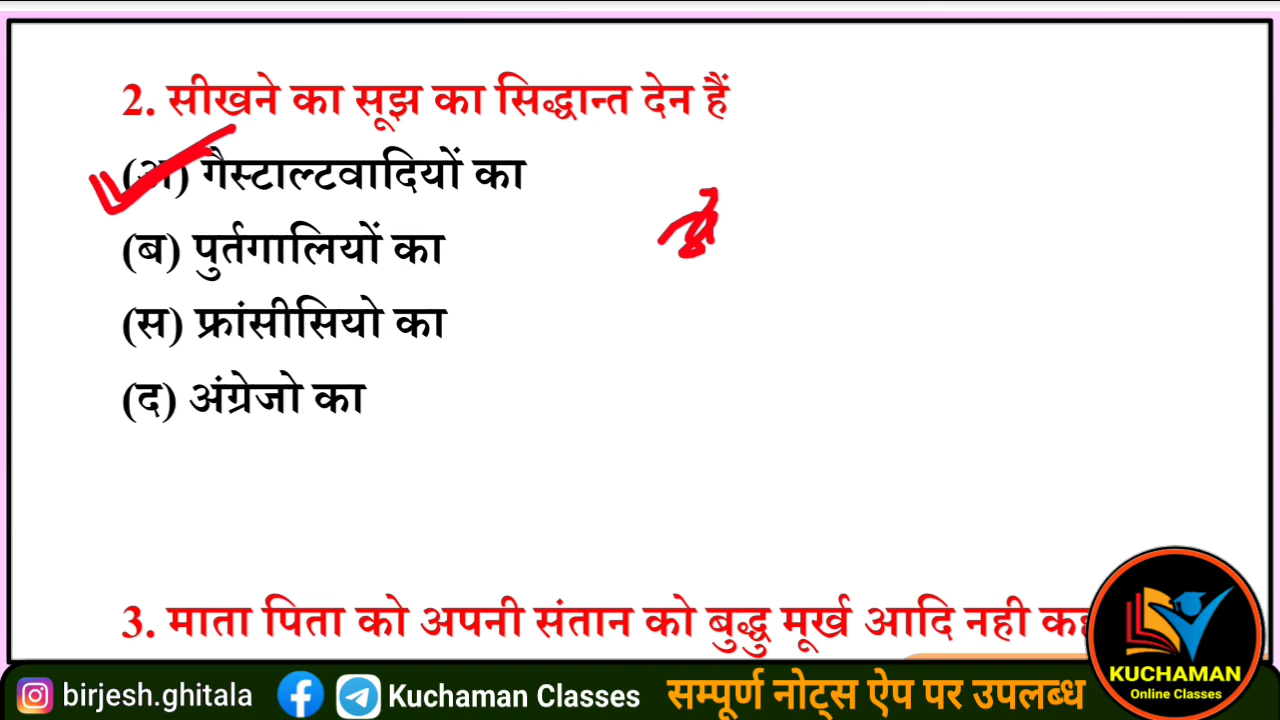 2. सीखने का सूझ का सिद्धान्त देन हैं
(अ) गैस्टाल्टवादियों का
(ब) पुर्तगालियों का
(स) फ्रांसीसियो का
(द) अंग्रेजो का
3. माता पिता को अपनी संतान को बुद्धु मूर्ख आदि नही
KUCHAMAN
Online Classes
birjesh.ghitala
Kuchaman Classes
सम्पूर्ण नोट्स ऐप पर उपलब्ध